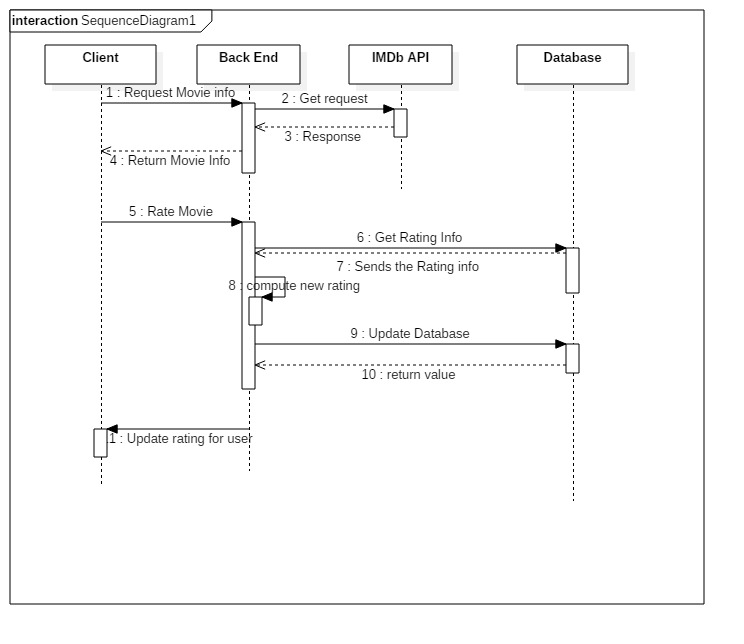 interaction SequenceDiagram1
Client
Back End
IMDb API
Database
1 : Request Movie info
2 : Get request
3 : Response
4 : Return Movie Info
5 : Rate Movie
6 : Get Rating Info
7 : Sends the Rating info
8 : compute new rating
9 : Update Database
10 : return value
1 : Update rating for user